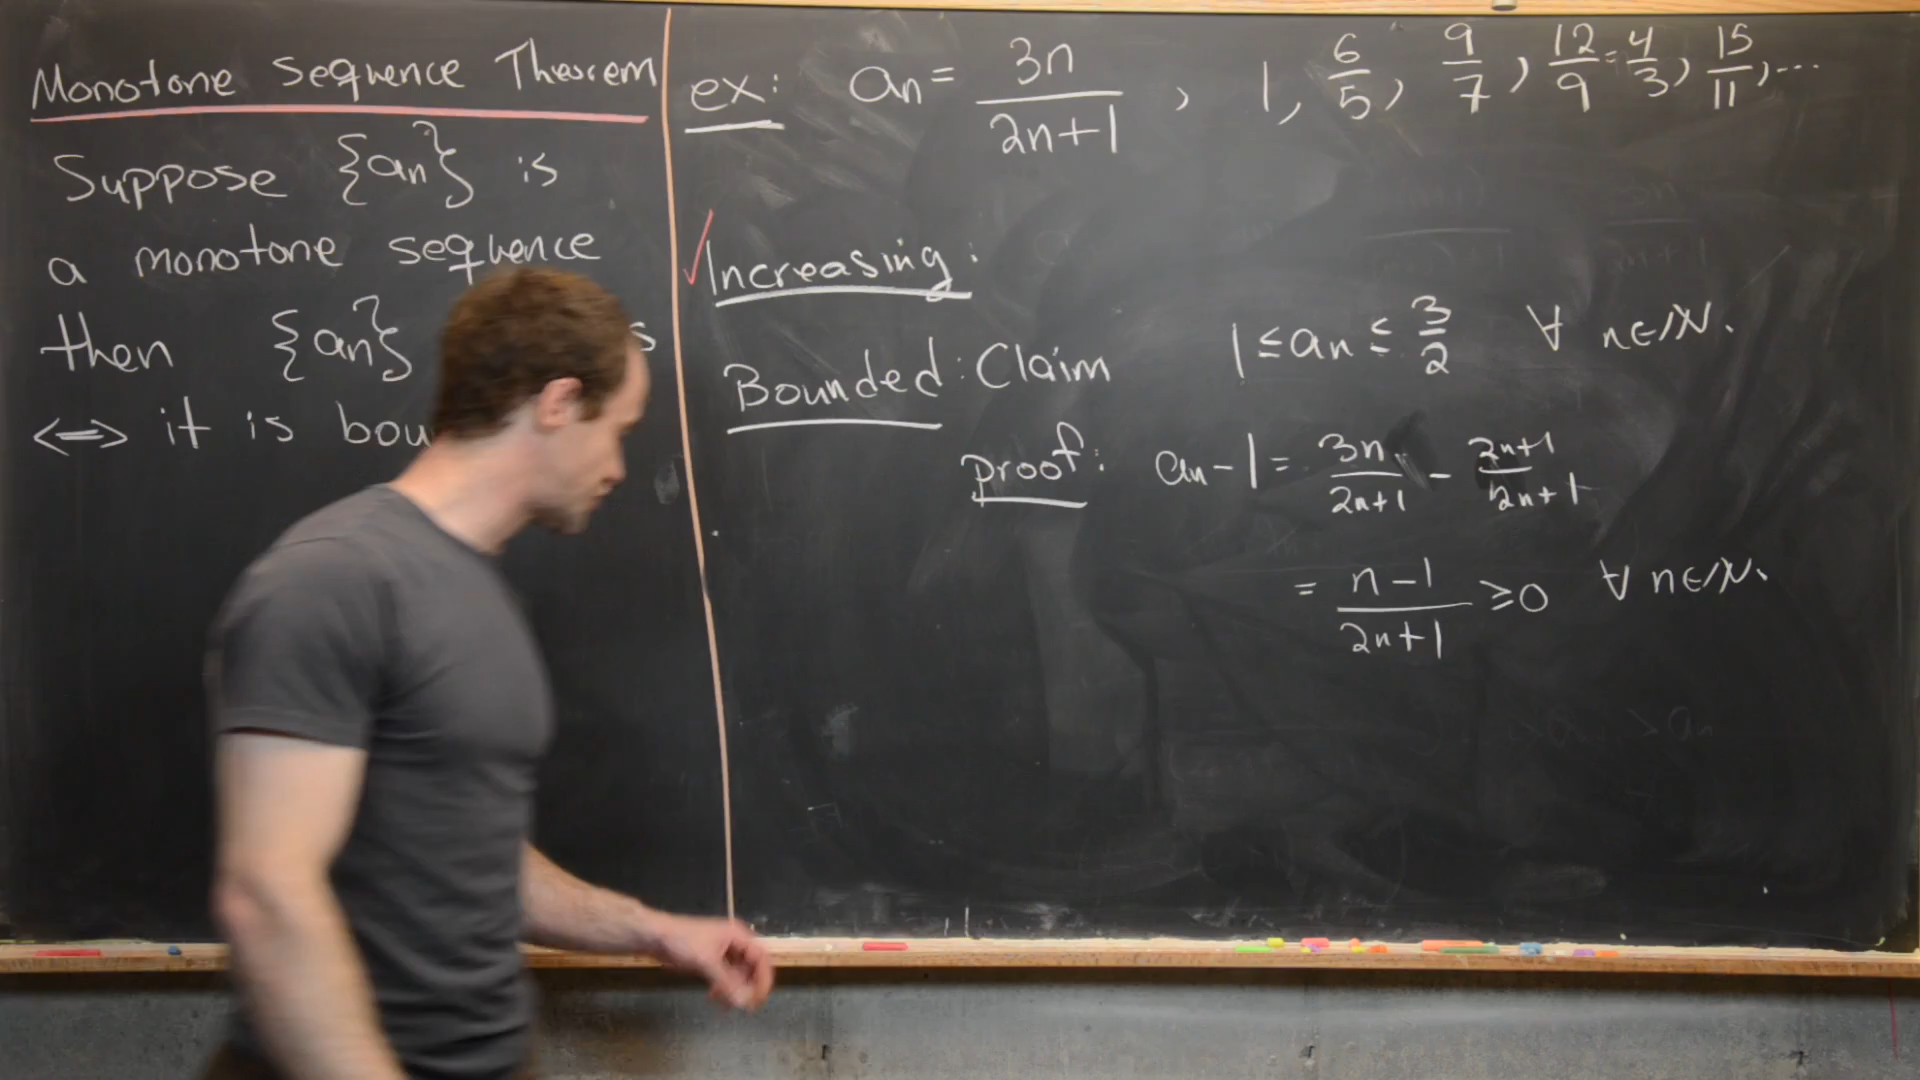 Monotone Sequence Theorem
Suppose {an} is
a monotone sequence
then {an}
<=> it is
ex: an = 3n/2n+1 , 1, 6/5, 9/7, 12/9 = 4/3, 15/11, ...
✓Increasing:
Bounded: Claim 1 ≤ an ≤ 3/2 ∀ n∈ℕ.
Proof: an - 1 = 3n/2n+1 - 2n+1/2n+1
= n-1/2n+1 ≥ 0 ∀ n∈ℕ.